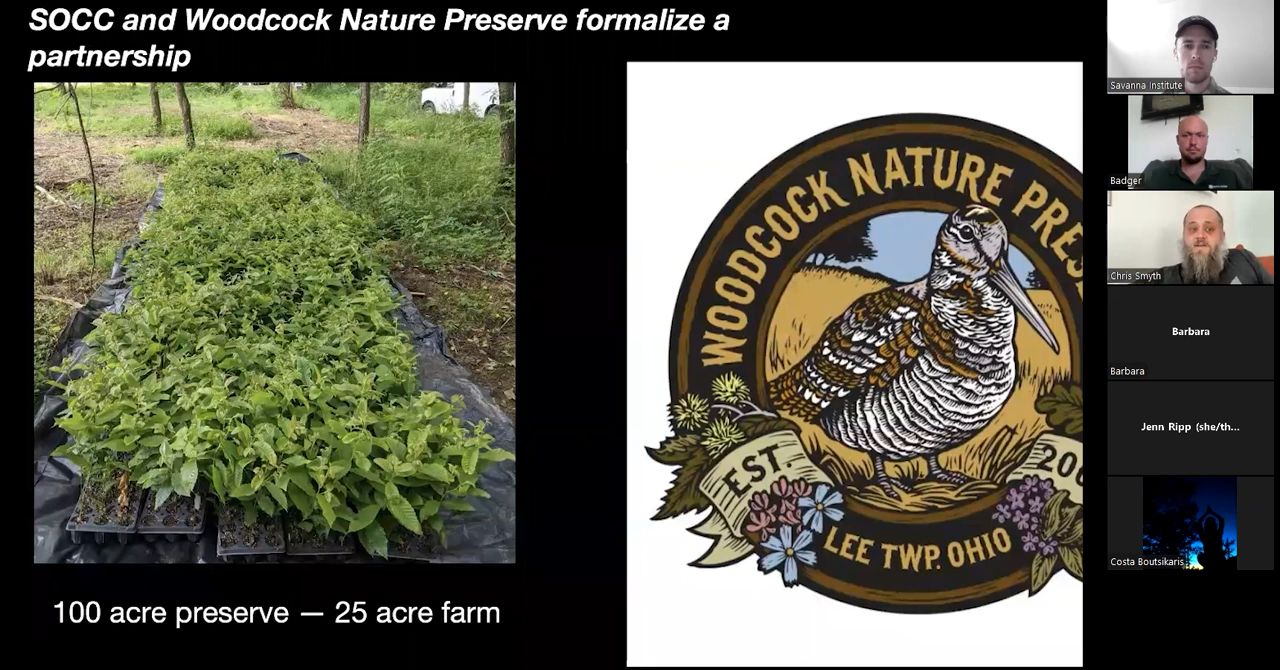 SOCC and Woodcock Nature Preserve formalize a
partnership
WOODCOCK NATURE PRES
EST.
200
LEE TWP. OHIO
100 acre preserve — 25 acre farm
Savanna Institute
Badger
Chris Smyth
Barbara
Barbara
Jenn Ripp (she/th...
Costa Boutsikaris